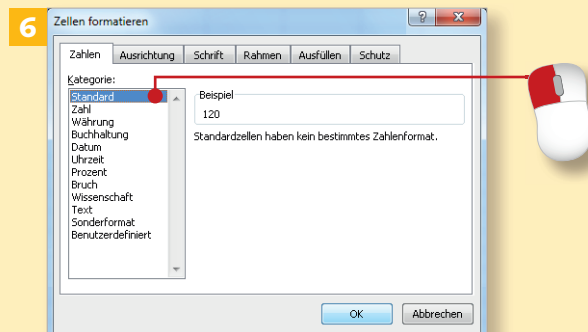 6
Zellen formatieren
Zahlen Ausrichtung Schrift Rahmen Ausfüllen Schutz
Kategorie:
Standard
Zahl
Währung
Buchhaltung
Datum
Uhrzeit
Prozent
Bruch
Wissenschaft
Text
Sonderformat
Benutzerdefiniert
Beispiel
120
Standardzellen haben kein bestimmtes Zahlenformat.
OK Abbrechen